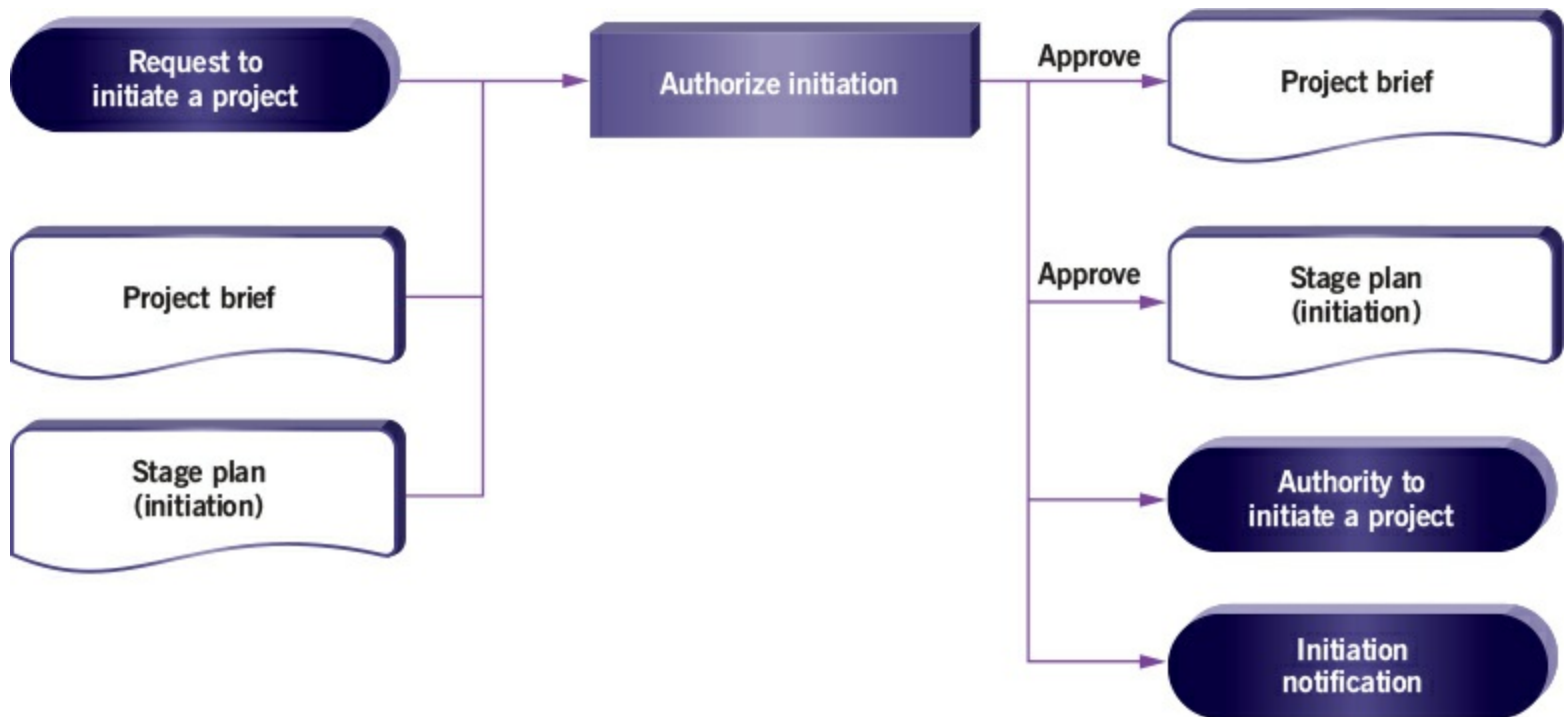 Request to
initiate a project
Authorize initiation
Approve
Project brief
Project brief
Approve
Stage plan
(initiation)
Stage plan
(initiation)
Authority to
initiate a project
Initiation
notification